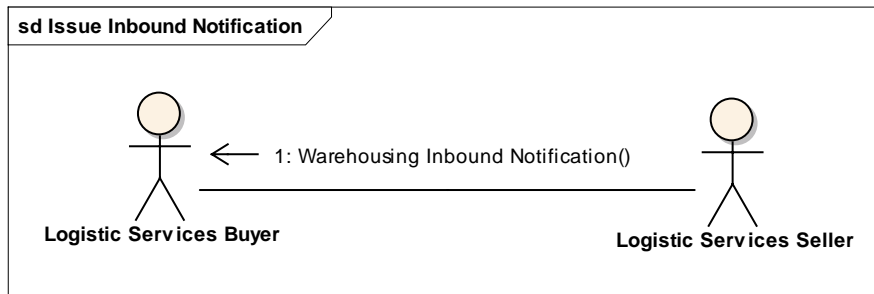 sd Issue Inbound Notification
1: Warehousing Inbound Notification()
Logistic Services Buyer
Logistic Services Seller